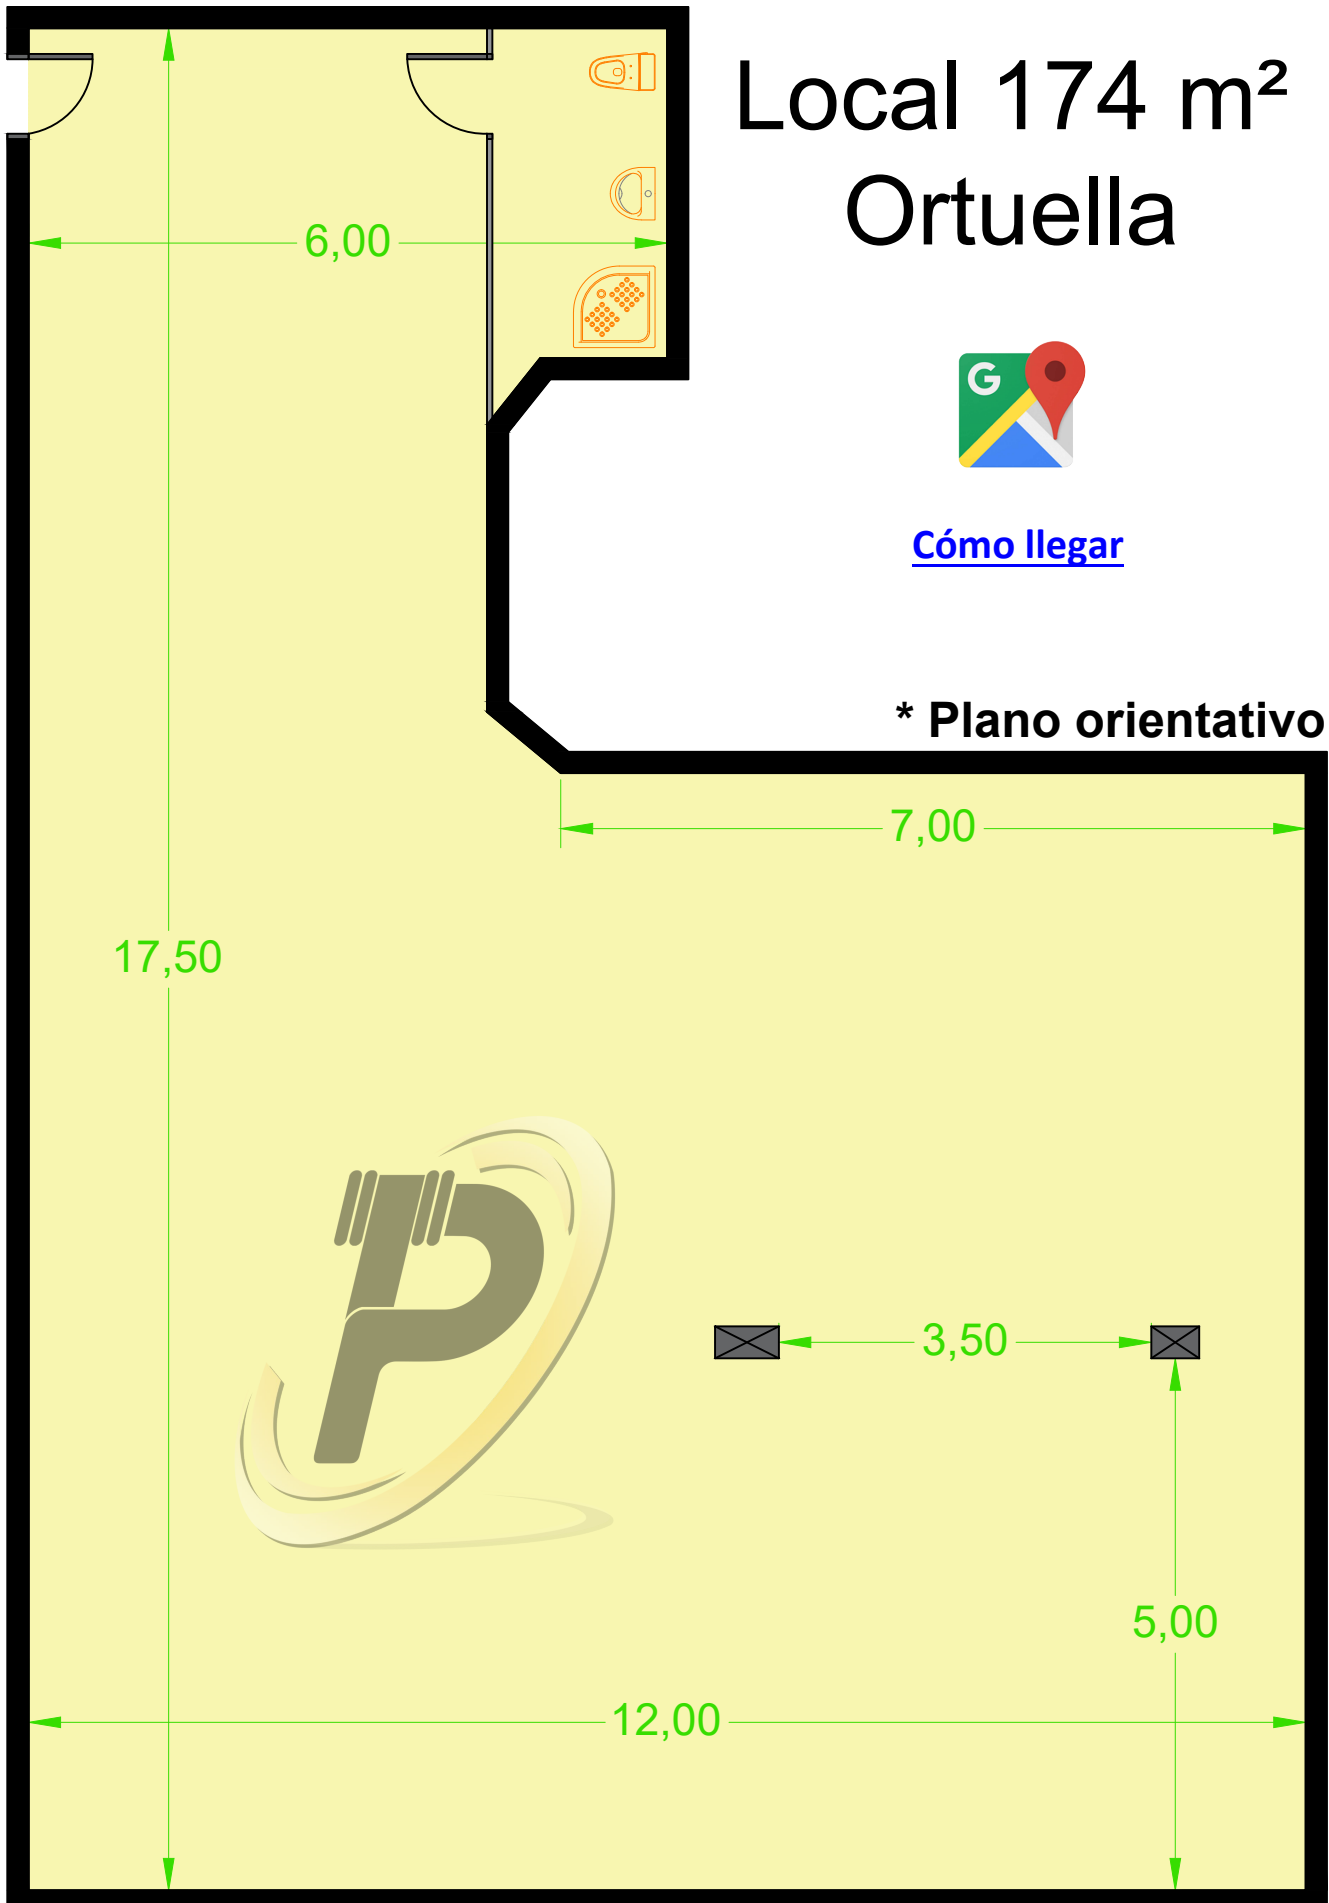 Local 174 m²
Ortuella
6,00
G
Cómo llegar
* Plano orientativo
7,00
17,50
P
3,50
5,00
12,00